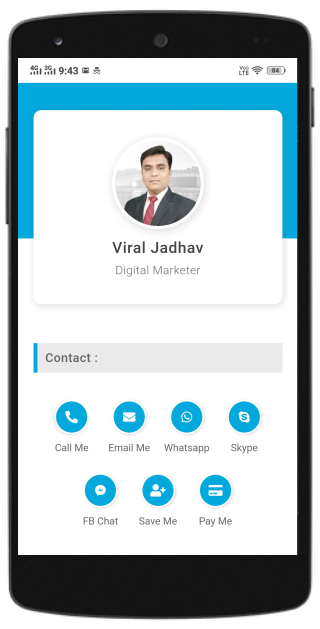 4G 3G 9:43 Vo) LTE 84
Viral Jadhav
Digital Marketer
Contact :
Call Me Email Me Whatsapp Skype
FB Chat Save Me Pay Me